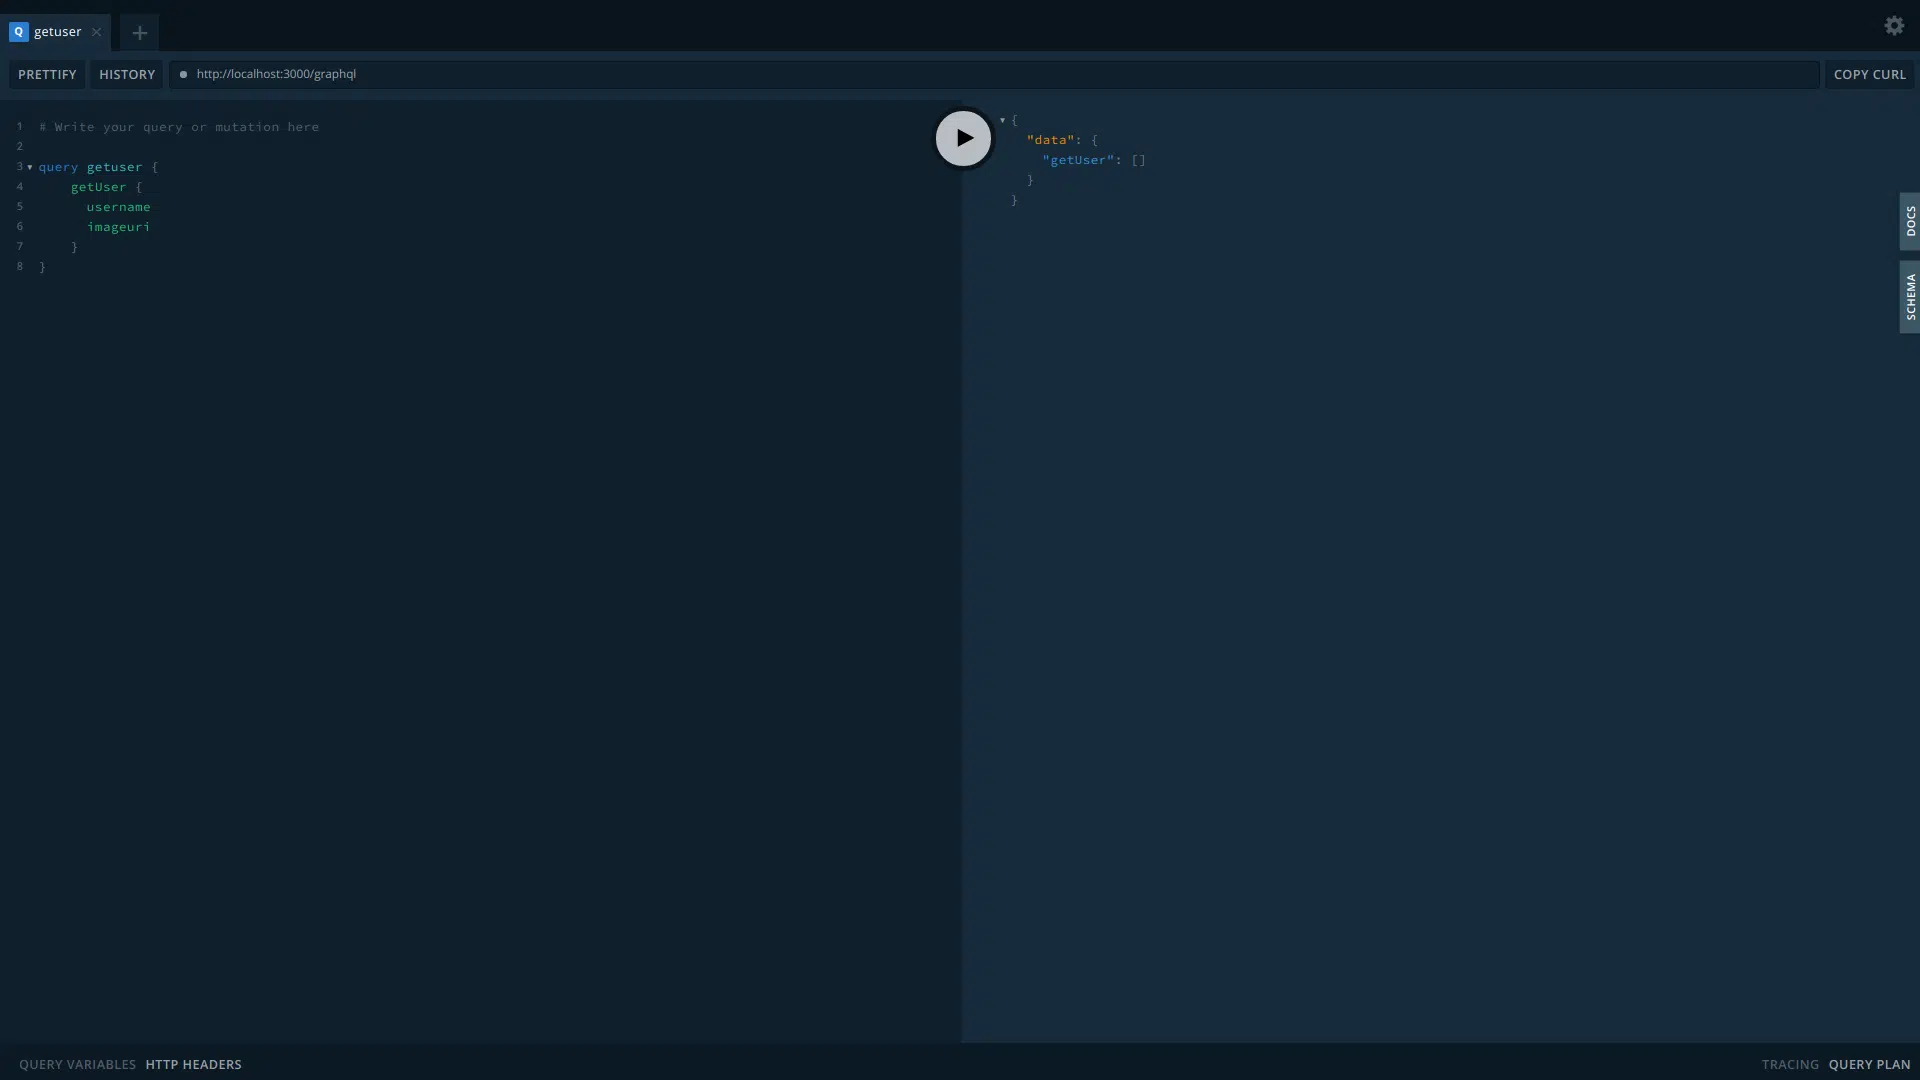 Q getuser
PRETTIFY HISTORY http://localhost:3000/graphql COPY CURL
1 # Write your query or mutation here
2
3 query getuser {
4 getUser {
5 username
6 imageuri
7 }
8 }
{
"data": {
"getUser": []
}
}
DOCS
SCHEMA
QUERY VARIABLES HTTP HEADERS
TRACING QUERY PLAN